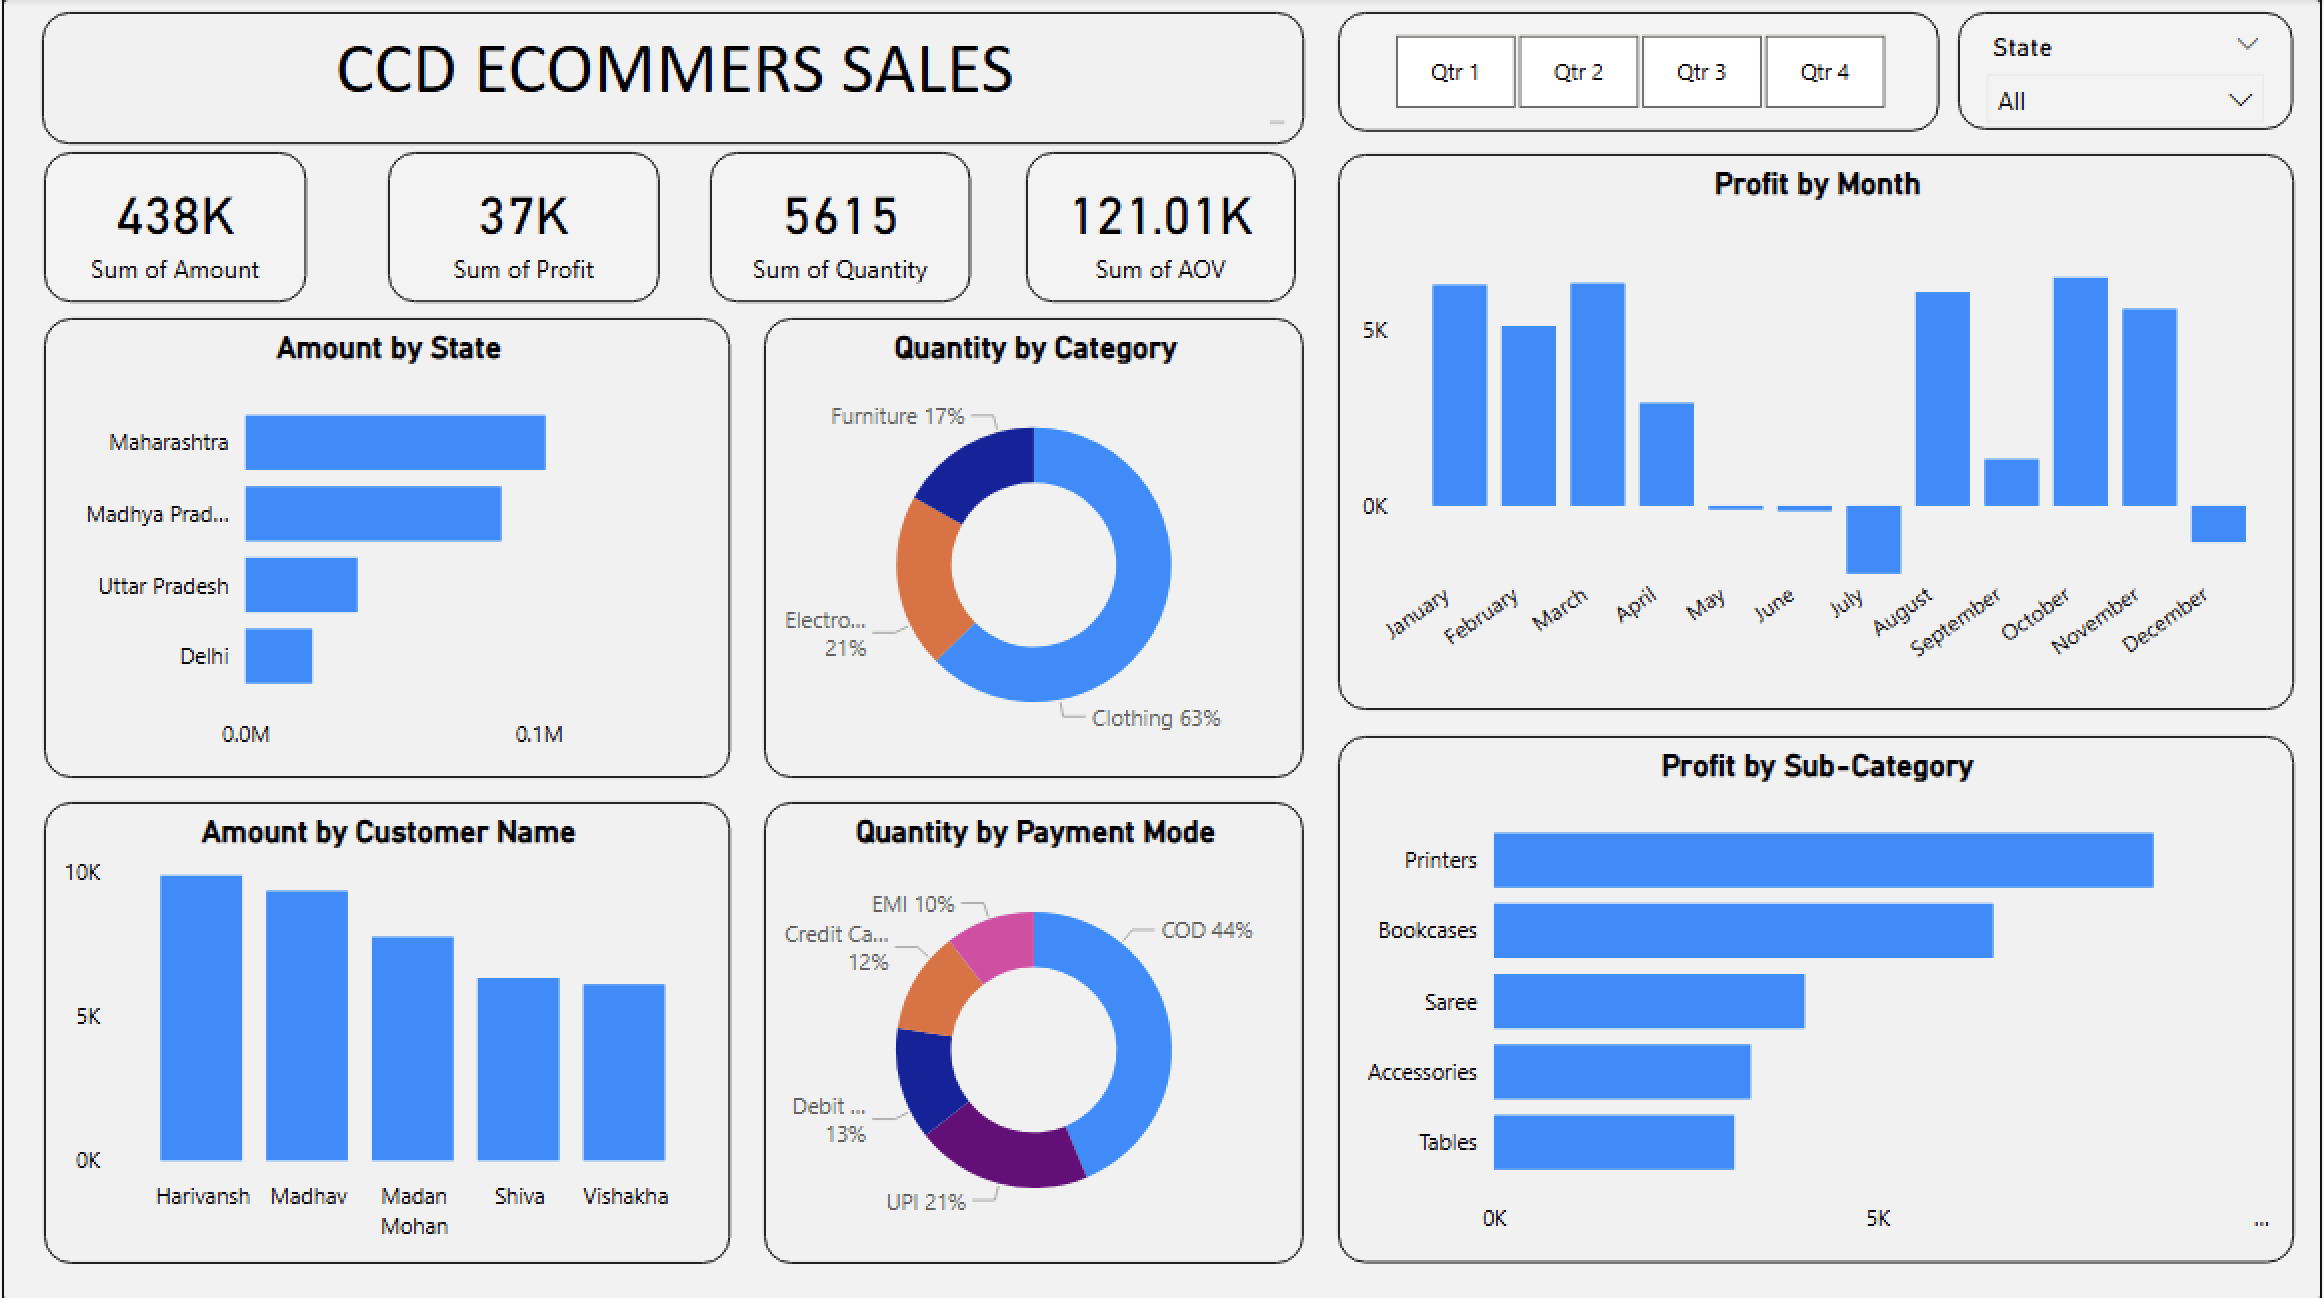 CCD ECOMMERS SALES
Qtr 1
Qtr 2
Qtr 3
Qtr 4
State
All
438K
Sum of Amount
37K
Sum of Profit
5615
Sum of Quantity
121.01K
Sum of AOV
Amount by State
Maharashtra
Madhya Prad...
Uttar Pradesh
Delhi
0.0M
0.1M
Quantity by Category
Furniture 17%
Electro...
21%
Clothing 63%
Profit by Month
5K
0K
January
February
March
April
May
June
July
August
September
October
November
December
Amount by Customer Name
10K
5K
0K
Harivansh
Madhav
Madan
Mohan
Shiva
Vishakha
Quantity by Payment Mode
EMI 10%
Credit Ca...
12%
COD 44%
Debit ...
13%
UPI 21%
Profit by Sub-Category
Printers
Bookcases
Saree
Accessories
Tables
0K
5K
...